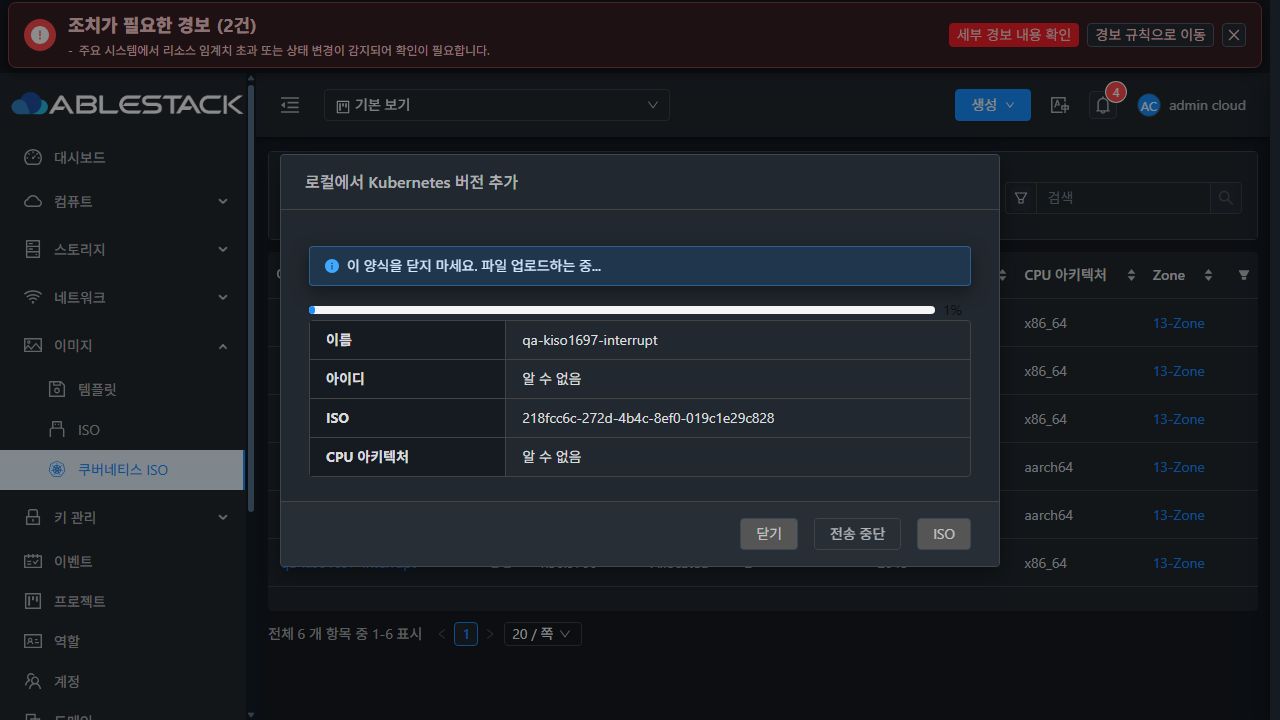 조치가 필요한 경보 (2건)
- 주요 시스템에서 리소스 임계치 초과 또는 상태 변경이 감지되어 확인이 필요합니다.
세부 경보 내용 확인
경보 규칙으로 이동
ABLESTACK
기본 보기
생성
4
AC
admin cloud
대시보드
컴퓨트
스토리지
네트워크
이미지
템플릿
ISO
쿠버네티스 ISO
키 관리
이벤트
프로젝트
역할
계정
도메인
로컬에서 Kubernetes 버전 추가
이 양식을 닫지 마세요. 파일 업로드하는 중...
1%
이름 qa-kiso1697-interrupt
아이디 알 수 없음
ISO 218fcc6c-272d-4b4c-8ef0-019c1e29c828
CPU 아키텍처 알 수 없음
닫기
전송 중단
ISO
검색
CPU 아키텍처 Zone
x86_64 13-Zone
x86_64 13-Zone
x86_64 13-Zone
aarch64 13-Zone
aarch64 13-Zone
x86_64 13-Zone
전체 6 개 항목 중 1-6 표시
1
20 / 쪽